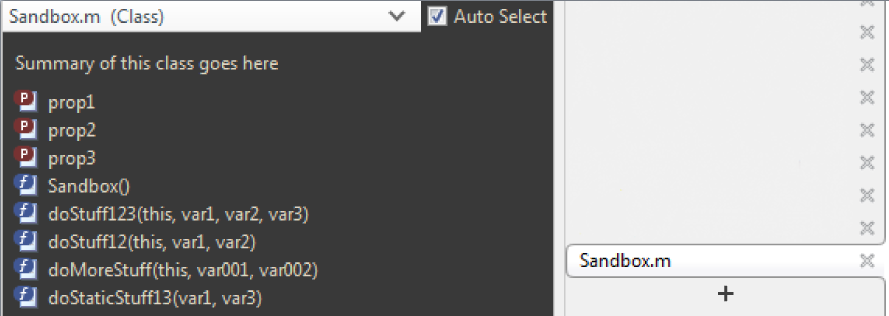 Sandbox.m (Class)
Auto Select
Summary of this class goes here
P prop1
P prop2
P prop3
f Sandbox()
f doStuff123(this, var1, var2, var3)
f doStuff12(this, var1, var2)
f doMoreStuff(this, var001, var002)
f doStaticStuff13(var1, var3)
Sandbox.m
+